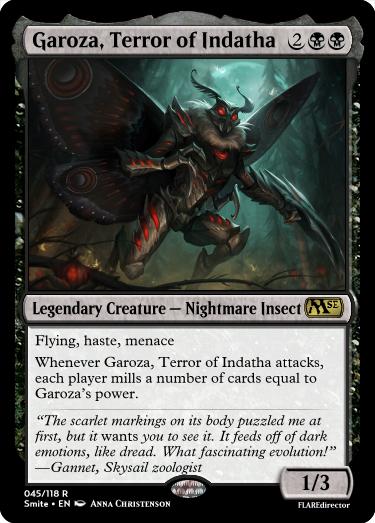 Garoza, Terror of Indatha 2
Legendary Creature — Nightmare Insect
MSE
Flying, haste, menace
Whenever Garoza, Terror of Indatha attacks,
each player mills a number of cards equal to
Garoza's power.
“The scarlet markings on its body puzzled me
at first, but it wants you to see it. It feeds off of dark
emotions, like dread. What fascinating evolution!”
—Gannet, Skysail zoologist
1/3
045/118 R
Smite • EN Anna Christenson
FLAREdirector